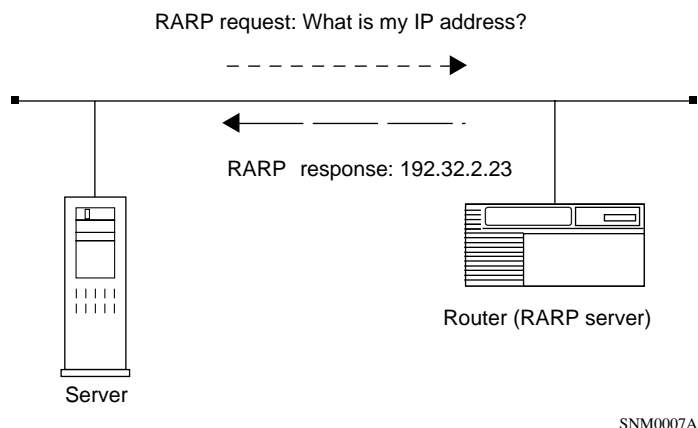 RARP request: What is my IP address?
RARP response: 192.32.2.23
Router (RARP server)
Server
SNM0007A